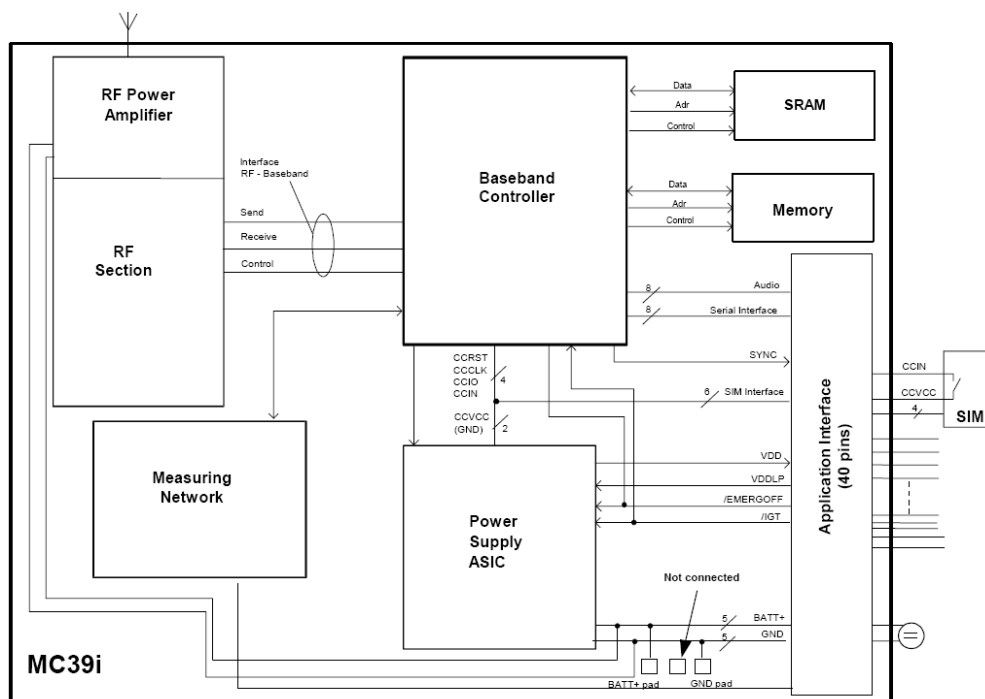 RF Power
Amplifier
RF
Section
Interface
RF - Baseband
Send
Receive
Control
Baseband
Controller
Data
Adr
Control
SRAM
Data
Adr
Control
Memory
8
Audio
8
Serial Interface
SYNC
CCRST
CCCLK
CCIO
CCIN
4
6
SIM Interface
CCVCC
(GND)
2
Measuring
Network
Power
Supply
ASIC
VDD
VDDLP
/EMERGOFF
/IGT
Not connected
5
BATT+
5
GND
BATT+ pad
GND pad
Application Interface
(40 pins)
CCIN
CCVCC
4
SIM
MC39i